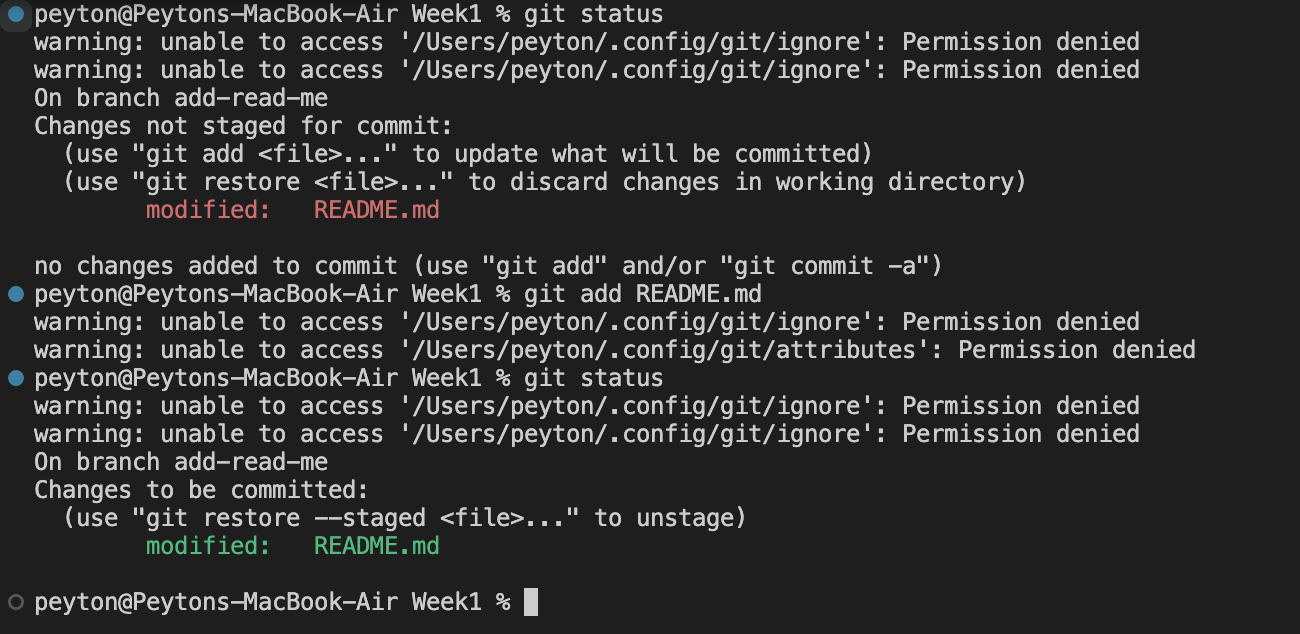 peyton@Peytons-MacBook-Air Week1 % git status
warning: unable to access '/Users/peyton/.config/git/ignore': Permission denied
warning: unable to access '/Users/peyton/.config/git/ignore': Permission denied
On branch add-read-me
Changes not staged for commit:
  (use "git add <file>..." to update what will be committed)
  (use "git restore <file>..." to discard changes in working directory)
        modified:   README.md

no changes added to commit (use "git add" and/or "git commit -a")
peyton@Peytons-MacBook-Air Week1 % git add README.md
warning: unable to access '/Users/peyton/.config/git/ignore': Permission denied
warning: unable to access '/Users/peyton/.config/git/attributes': Permission denied
peyton@Peytons-MacBook-Air Week1 % git status
warning: unable to access '/Users/peyton/.config/git/ignore': Permission denied
warning: unable to access '/Users/peyton/.config/git/ignore': Permission denied
On branch add-read-me
Changes to be committed:
  (use "git restore --staged <file>..." to unstage)
        modified:   README.md

peyton@Peytons-MacBook-Air Week1 %